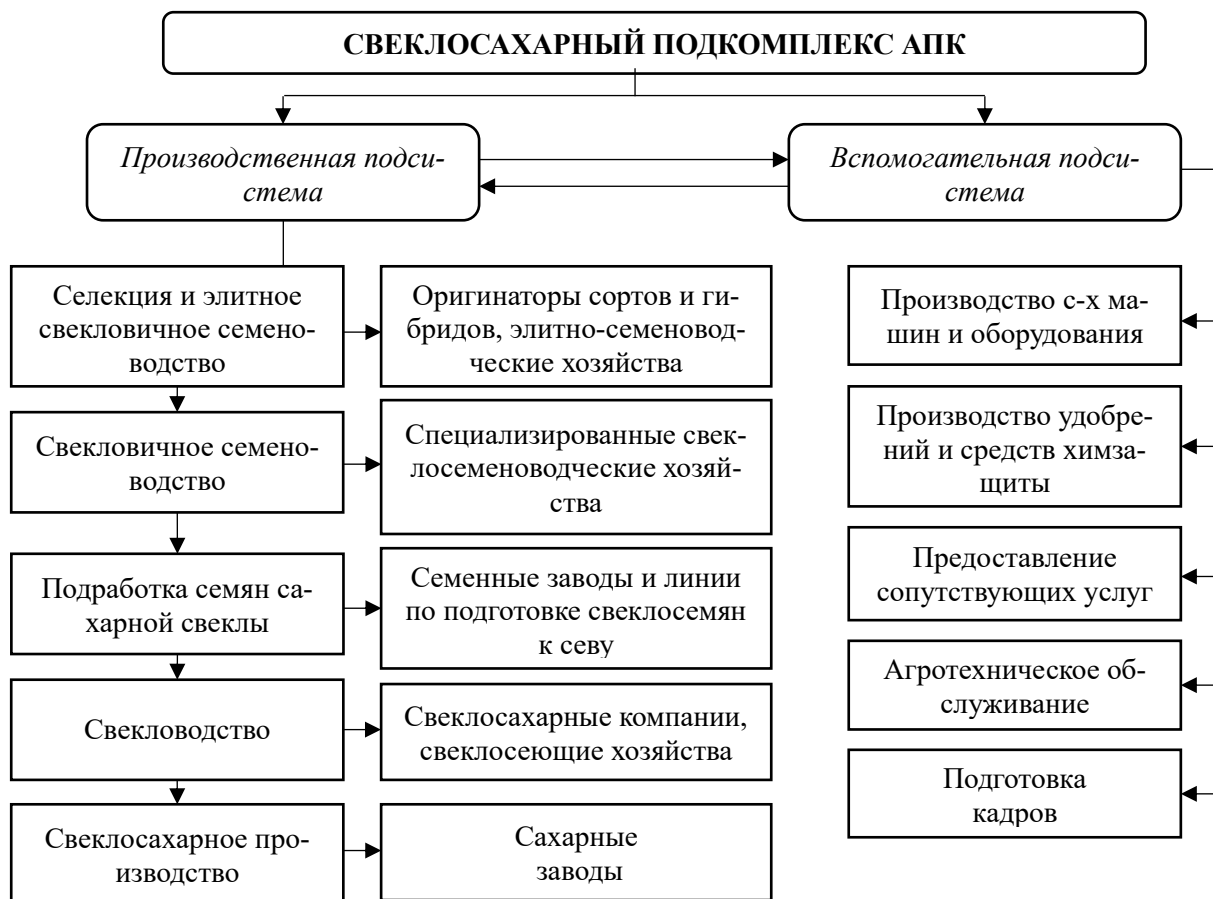 СВЕКЛОСАХАРНЫЙ ПОДКОМПЛЕКС АПК
Производственная подси-
стема
Вспомогательная подси-
стема
Селекция и элитное
свекловичное семено-
водство
Оригинаторы сортов и ги-
бридов, элитно-семеновод-
ческие хозяйства
Производство с-х ма-
шин и оборудования
Свекловичное семено-
водство
Специализированные свек-
лосеменоводческие хозяй-
ства
Производство удобре-
ний и средств химза-
щиты
Подработка семян са-
харной свеклы
Семенные заводы и линии
по подготовке свеклосемян
к севу
Предоставление
сопутствующих услуг
Свекловодство
Свеклосахарные компании,
свеклосеющие хозяйства
Агротехническое об-
служивание
Свеклосахарное про-
изводство
Сахарные
заводы
Подготовка
кадров